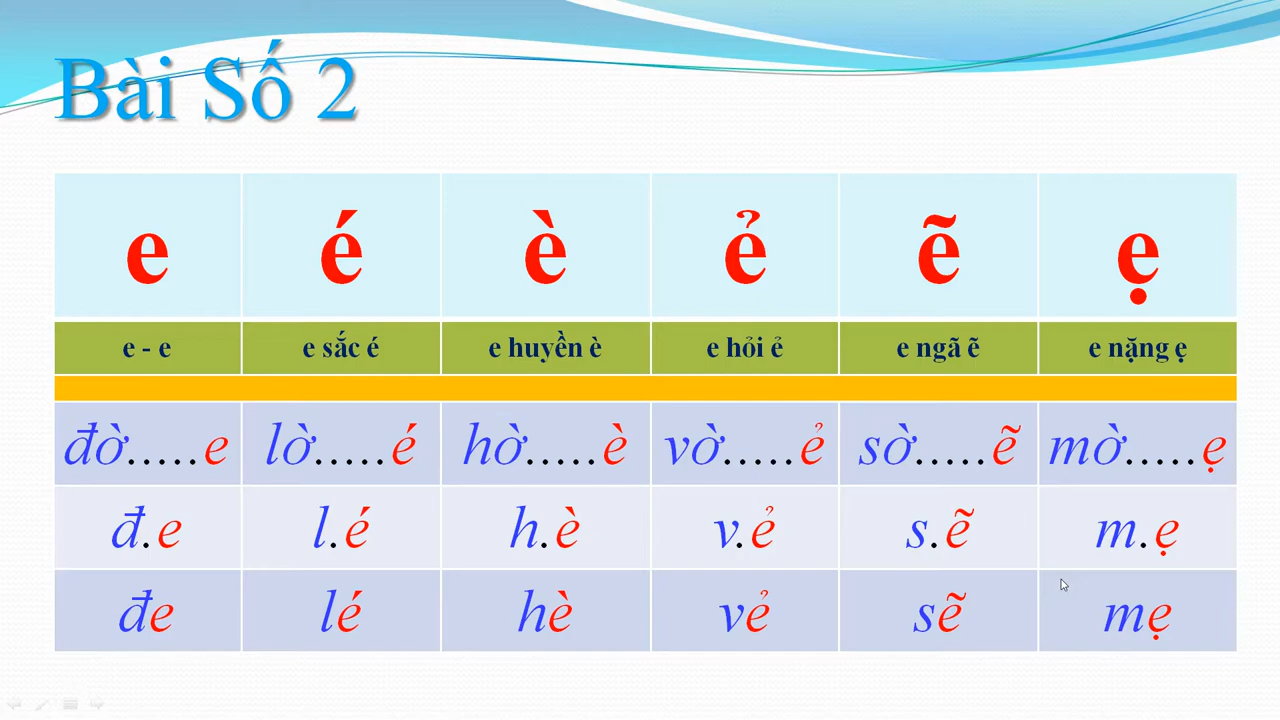 Bài Số 2
e é è ẻ ẽ ẹ
e - e e sắc é e huyền è e hỏi ẻ e ngã ẽ e nặng ẹ
đờ.....e lờ.....é hờ.....è vờ.....ẻ sờ.....ẽ mờ.....ẹ
đ.e l.é h.è v.ẻ s.ẽ m.ẹ
đe lé hè vẻ sẽ mẹ